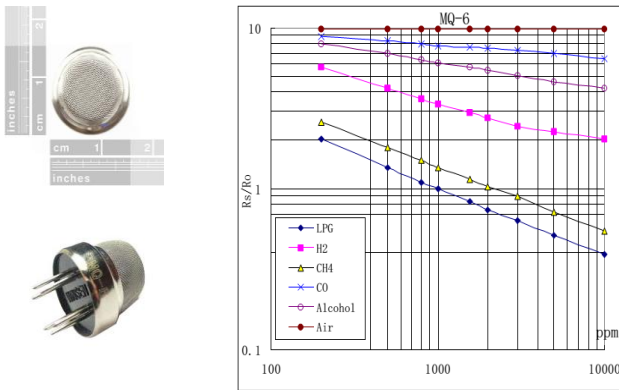 2
1
inches
cm
cm 1 2
inches
MQ-6
10
1
0.1
Rs/Ro
LPG
H2
CH4
CO
Alcohol
Air
ppm
100 1000 10000